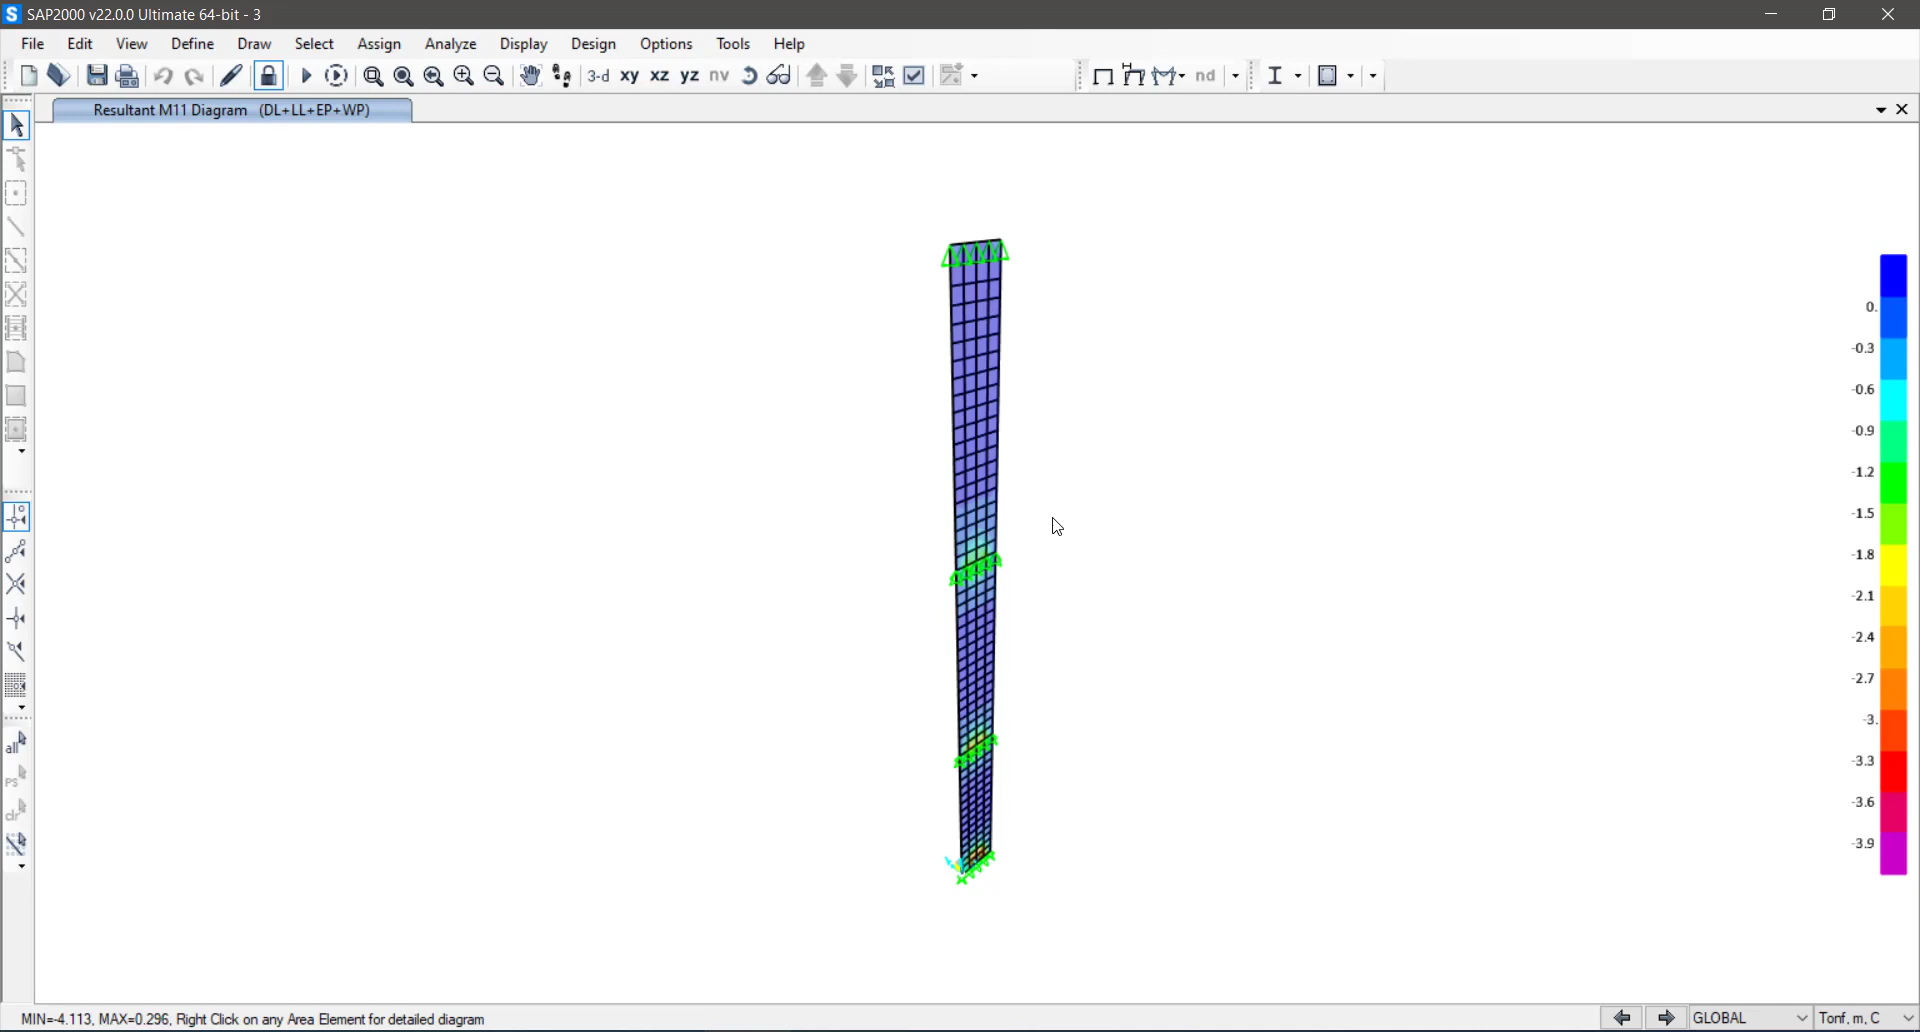 SAP2000 v22.0.0 Ultimate 64-bit - 3
File Edit View Define Draw Select Assign Analyze Display Design Options Tools Help
3-d xy xz yz nv nd
Resultant M11 Diagram (DL+LL+EP+WP)
0.
-0.3
-0.6
-0.9
-1.2
-1.5
-1.8
-2.1
-2.4
-2.7
-3.
-3.3
-3.6
-3.9
all
PS
clr
MIN=-4.113, MAX=0.296, Right Click on any Area Element for detailed diagram
GLOBAL
Tonf, m, C